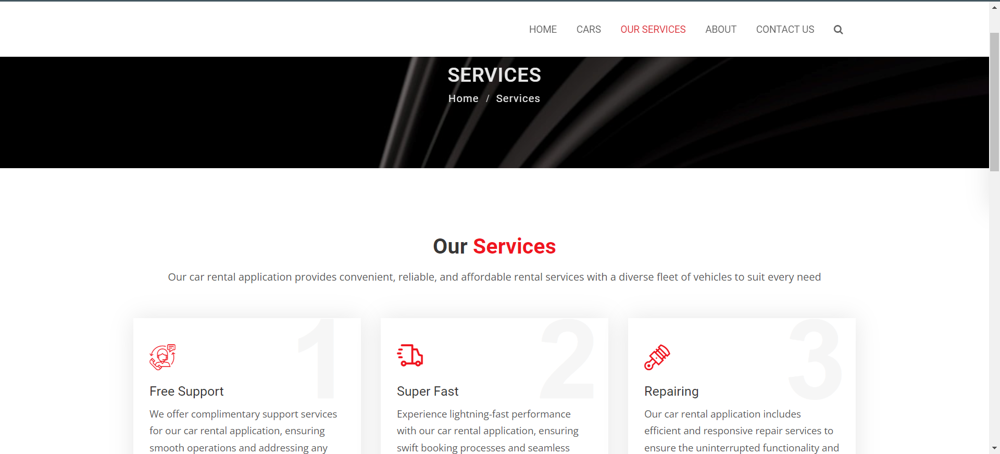 HOME CARS OUR SERVICES ABOUT CONTACT US
SERVICES
Home / Services
Our Services
Our car rental application provides convenient, reliable, and affordable rental services with a diverse fleet of vehicles to suit every need
1
Free Support
We offer complimentary support services
for our car rental application, ensuring
smooth operations and addressing any
2
Super Fast
Experience lightning-fast performance
with our car rental application, ensuring
swift booking processes and seamless
3
Repairing
Our car rental application includes
efficient and responsive repair services to
ensure the uninterrupted functionality and